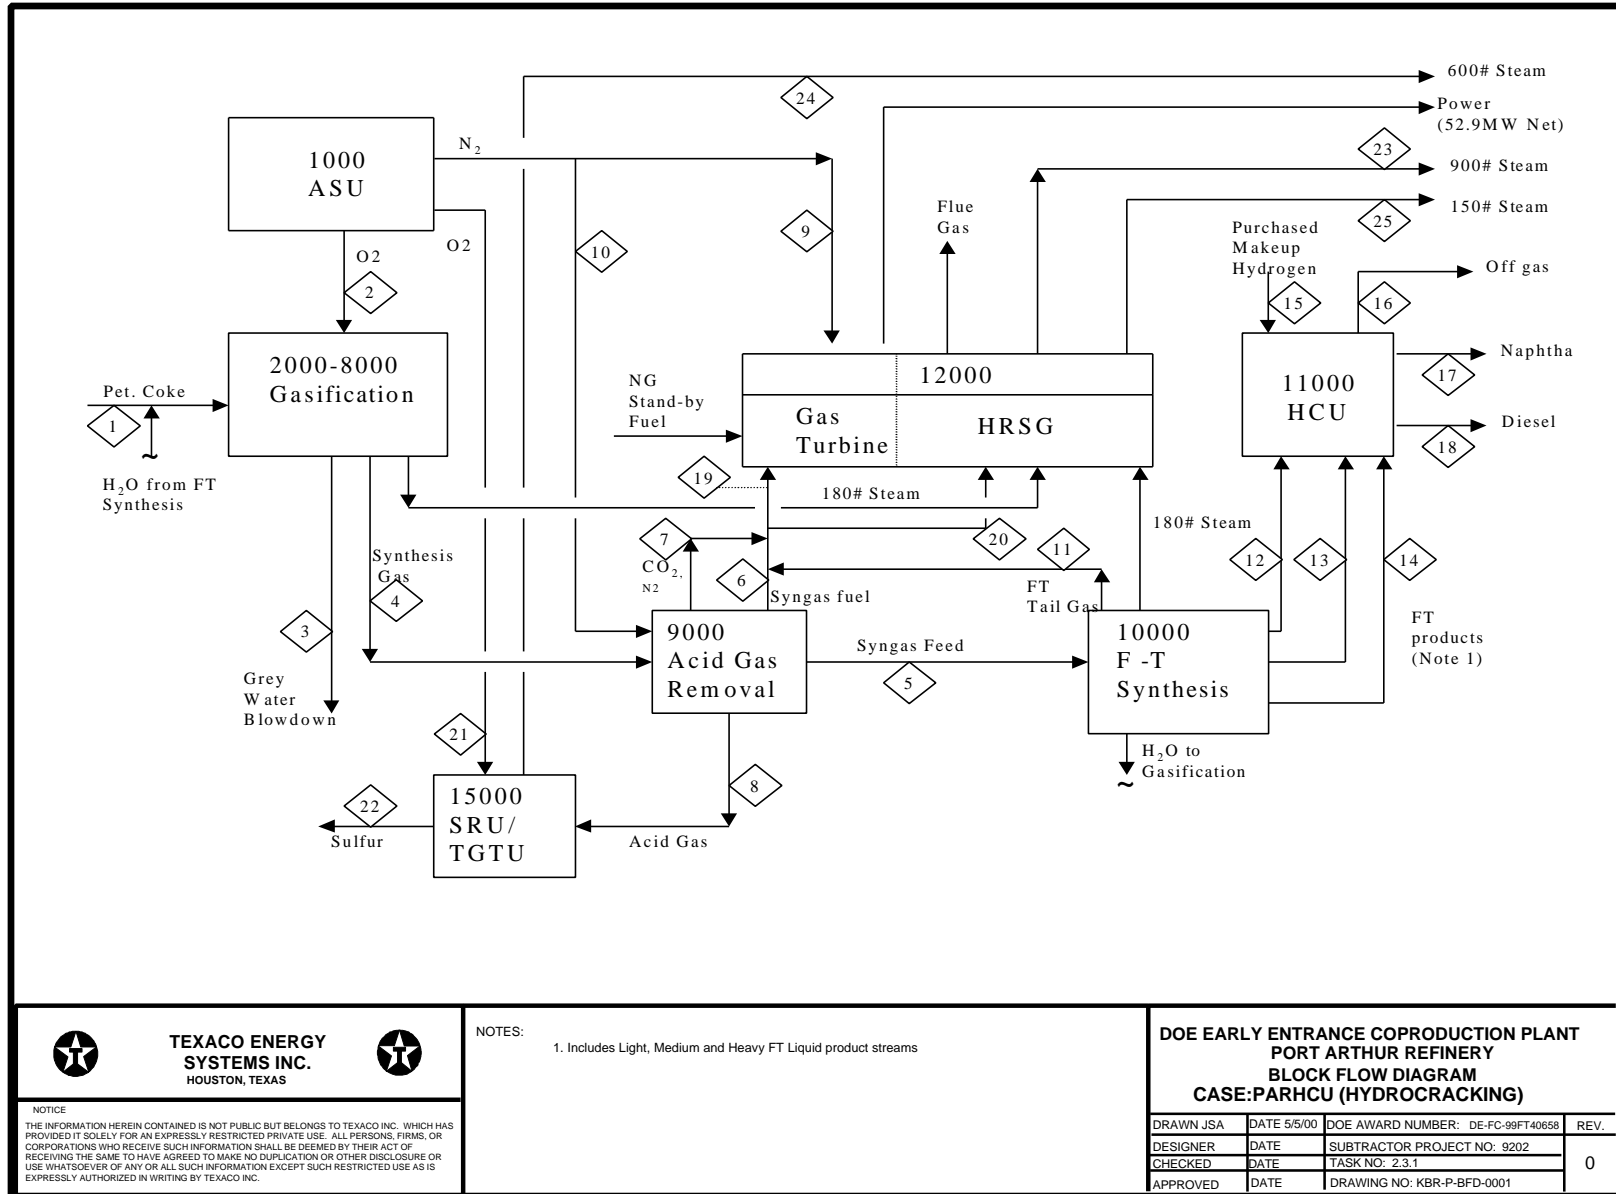 600# Steam
24
Power
(52.9MW Net)
N2
23
1000
ASU
900# Steam
150# Steam
25
Flue
Gas
Purchased
Makeup
Hydrogen
9
10
O2
O2
Off gas
2
15
16
2000-8000
Gasification
Naphtha
17
12000
NG
Stand-by
Fuel
11000
HCU
Pet. Coke
1
Gas
Turbine
HRSG
Diesel
18
~
19
H2O from FT
Synthesis
180# Steam
180# Steam
7
20
11
12
13
14
Synthesis
Gas
CO2,
N2
6
FT
Tail Gas
4
Syngas fuel
FT
products
(Note 1)
3
9000
Acid Gas
Removal
Syngas Feed
5
10000
F -T
Synthesis
Grey
Water
Blowdown
21
H2O to
Gasification
~
8
15000
SRU/
TGTU
22
Sulfur
Acid Gas
TEXACO ENERGY
SYSTEMS INC.
HOUSTON, TEXAS
NOTICE
THE INFORMATION HEREIN CONTAINED IS NOT PUBLIC BUT BELONGS TO TEXACO INC. WHICH HAS
PROVIDED IT SOLELY FOR AN EXPRESSLY RESTRICTED PRIVATE USE. ALL PERSONS, FIRMS, OR
CORPORATIONS WHO RECEIVE SUCH INFORMATION SHALL BE DEEMED BY THEIR ACT OF
RECEIVING THE SAME TO HAVE AGREED TO MAKE NO DUPLICATION OR OTHER DISCLOSURE OR
USE WHATSOEVER OF ANY OR ALL SUCH INFORMATION EXCEPT SUCH RESTRICTED USE AS IS
EXPRESSLY AUTHORIZED IN WRITING BY TEXACO INC.
NOTES:
1. Includes Light, Medium and Heavy FT Liquid product streams
DOE EARLY ENTRANCE COPRODUCTION PLANT
PORT ARTHUR REFINERY
BLOCK FLOW DIAGRAM
CASE:PARHCU (HYDROCRACKING)
DRAWN JSA DATE 5/5/00 DOE AWARD NUMBER: DE-FC-99FT40658 REV.
DESIGNER DATE SUBTRACTOR PROJECT NO: 9202
CHECKED DATE TASK NO: 2.3.1 0
APPROVED DATE DRAWING NO: KBR-P-BFD-0001